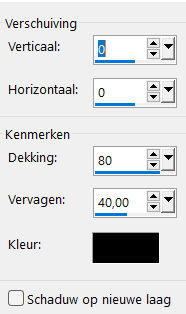 Verschuiving
Verticaal: 0
Horizontaal: 0
Kenmerken
Dekking: 80
Vervagen: 40,00
Kleur:
Schaduw op nieuwe laag